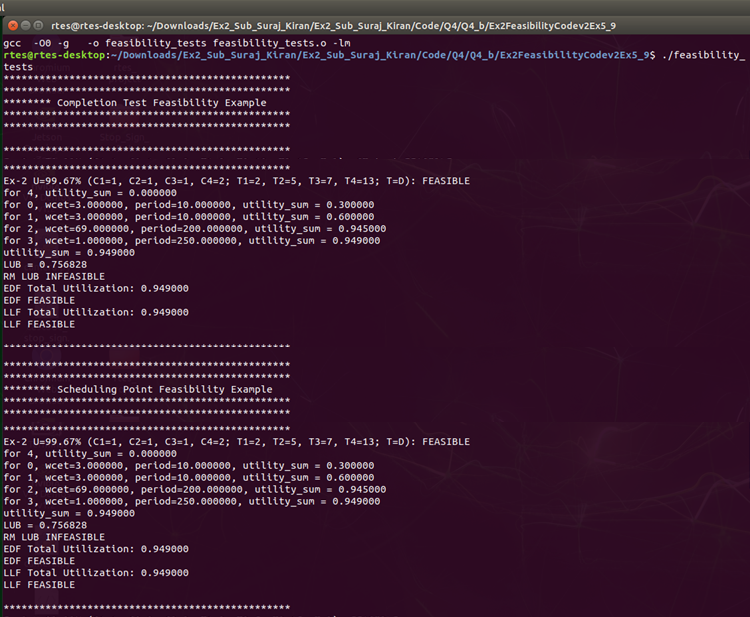 rtes@rtes-desktop: ~/Downloads/Ex2_Sub_Suraj_Kiran/Ex2_Sub_Suraj_Kiran/Code/Q4/Q4_b/Ex2FeasibilityCodev2Ex5_9
gcc  -O0 -g   -o feasibility_tests feasibility_tests.o -lm
rtes@rtes-desktop:~/Downloads/Ex2_Sub_Suraj_Kiran/Ex2_Sub_Suraj_Kiran/Code/Q4/Q4_b/Ex2FeasibilityCodev2Ex5_9$ ./feasibility_
tests
************************************************
************************************************
******** Completion Test Feasibility Example
************************************************
************************************************
************************************************
************************************************
Ex-2 U=99.67% (C1=1, C2=1, C3=1, C4=2; T1=2, T2=5, T3=7, T4=13; T=D): FEASIBLE
for 4, utility_sum = 0.000000
for 0, wcet=3.000000, period=10.000000, utility_sum = 0.300000
for 1, wcet=3.000000, period=10.000000, utility_sum = 0.600000
for 2, wcet=69.000000, period=200.000000, utility_sum = 0.945000
for 3, wcet=1.000000, period=250.000000, utility_sum = 0.949000
utility_sum = 0.949000
LUB = 0.756828
RM LUB INFEASIBLE
EDF Total Utilization: 0.949000
EDF FEASIBLE
LLF Total Utilization: 0.949000
LLF FEASIBLE
************************************************
************************************************
************************************************
******** Scheduling Point Feasibility Example
************************************************
************************************************
************************************************
Ex-2 U=99.67% (C1=1, C2=1, C3=1, C4=2; T1=2, T2=5, T3=7, T4=13; T=D): FEASIBLE
for 4, utility_sum = 0.000000
for 0, wcet=3.000000, period=10.000000, utility_sum = 0.300000
for 1, wcet=3.000000, period=10.000000, utility_sum = 0.600000
for 2, wcet=69.000000, period=200.000000, utility_sum = 0.945000
for 3, wcet=1.000000, period=250.000000, utility_sum = 0.949000
utility_sum = 0.949000
LUB = 0.756828
RM LUB INFEASIBLE
EDF Total Utilization: 0.949000
EDF FEASIBLE
LLF Total Utilization: 0.949000
LLF FEASIBLE
************************************************